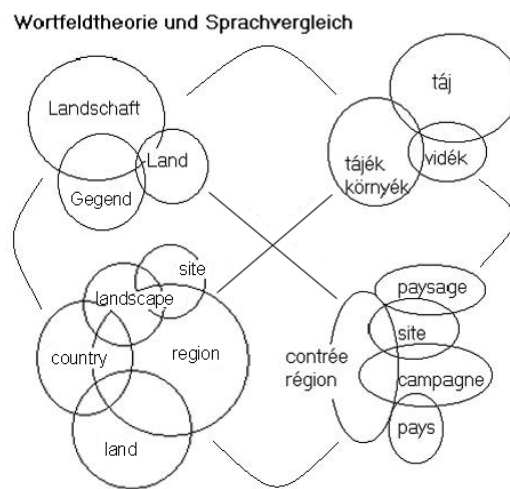 Wortfeldtheorie und Sprachvergleich
Landschaft
Land
Gegend
táj
tájék
környék
vidék
site
landscape
country
region
land
paysage
site
contrée
région
campagne
pays